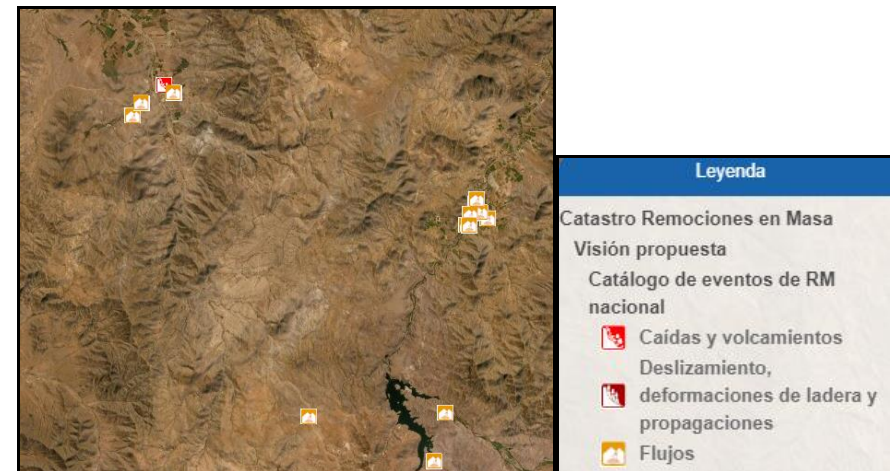 Leyenda
Catastro Remociones en Masa
Visión propuesta
Catálogo de eventos de RM
nacional
Caídas y volcamientos
Deslizamiento,
deformaciones de ladera y
propagaciones
Flujos